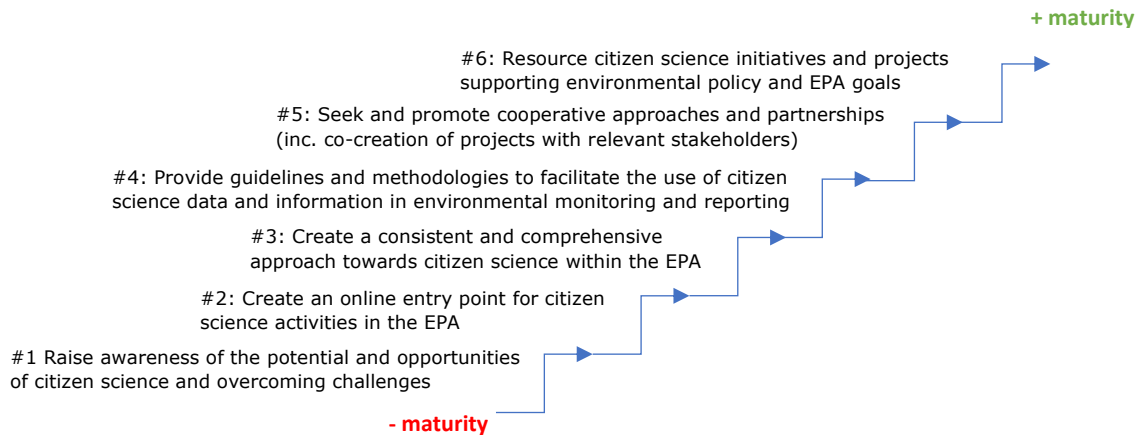 + maturity
#6: Resource citizen science initiatives and projects
supporting environmental policy and EPA goals
#5: Seek and promote cooperative approaches and partnerships
(inc. co-creation of projects with relevant stakeholders)
#4: Provide guidelines and methodologies to facilitate the use of citizen
science data and information in environmental monitoring and reporting
#3: Create a consistent and comprehensive
approach towards citizen science within the EPA
#2: Create an online entry point for citizen
science activities in the EPA
#1 Raise awareness of the potential and opportunities
of citizen science and overcoming challenges
- maturity